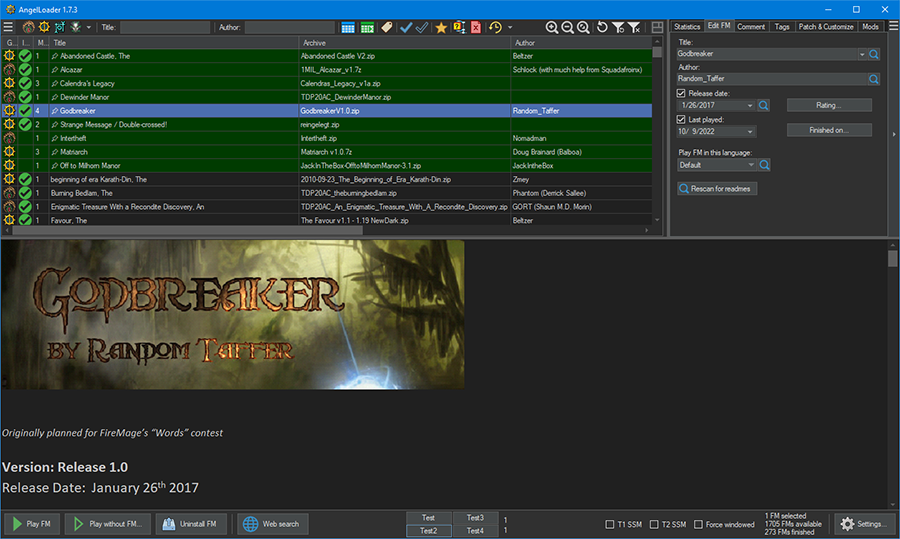 AngelLoader 1.7.3
Title:
Author:
G... I... M... Title Archive Author
1 Abandoned Castle, The Abandoned Castle V2.zip Beltzer
1 Alcazar 1MIL_Alcazar_v1.7z Schlock (with much help from Squadafroinx)
3 Calendra's Legacy Calendras_Legacy_v1a.zip
1 Dewinder Manor TDP20AC_DewinderManor.zip
4 Godbreaker GodbreakerV1.0.zip Random_Taffer
2 Strange Message / Double-crossed! reingelegt.zip
1 Intertheft Intertheft.zip Nomadman
3 Matriarch Matriarch v1.0.7z Doug Brainard (Balboa)
1 Off to Milhorn Manor JackInTheBox-OfftoMilhornManor-3.1.zip JackIntheBox
1 beginning of era Karath-Din, The 2010-09-23_The_Beginning_of_Era_Karath-Din.zip Zmey
1 Burning Bedlam, The TDP20AC_theburningbedlam.zip Phantom (Derrick Sallee)
1 Enigmatic Treasure With a Recondite Discovery, An TDP20AC_An_Enigmatic_Treasure_With_A_Recondite_Discovery.zip GORT (Shaun M.D. Morin)
1 Favour, The The Favour v1.1 - 1.19 NewDark.zip Beltzer
Statistics Edit FM Comment Tags Patch & Customize Mods
Title:
Godbreaker
Author:
Random_Taffer
Release date:
1/26/2017 Rating...
Last played:
10/ 9/2022 Finished on...
Play FM in this language:
Default
Rescan for readmes
GODBREAKER
BY RANDOM TAFFER
Originally planned for FireMage's “Words” contest
Version: Release 1.0
Release Date: January 26th 2017
Play FM Play without FM... Uninstall FM Web search
Test Test3 1
Test2 Test4 1
T1 SSM T2 SSM Force windowed
1 FM selected
1705 FMs available
273 FMs finished
Settings...